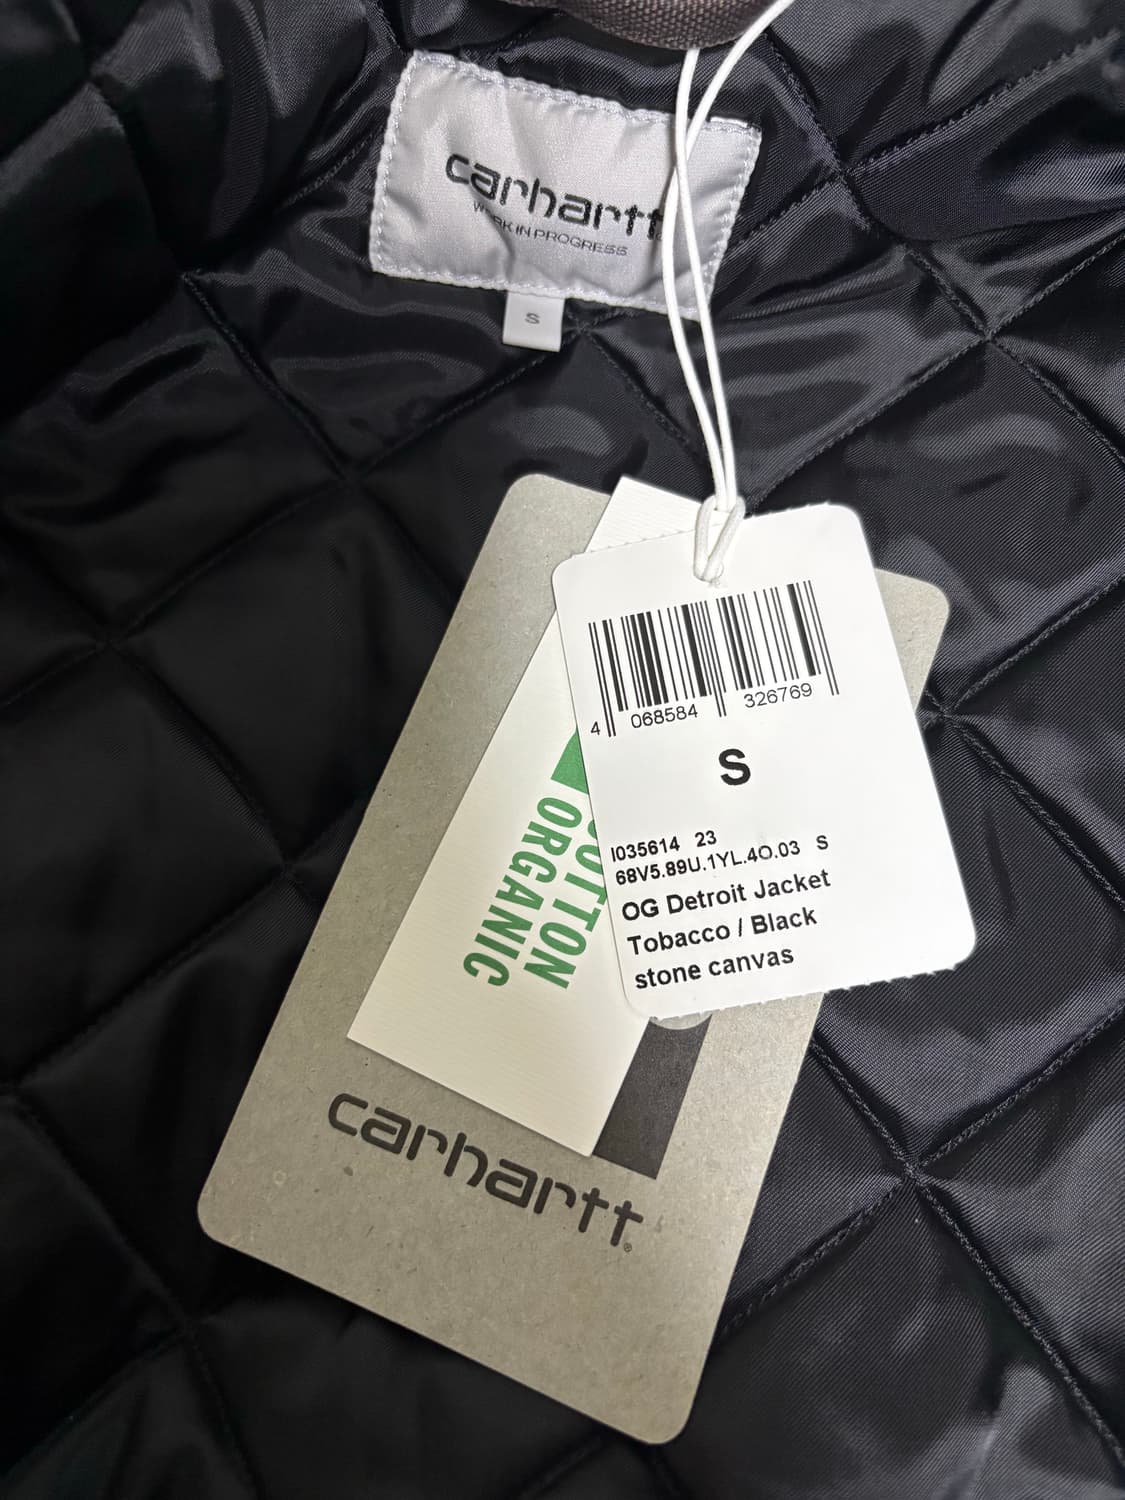 carhartt
WORK IN PROGRESS
S
4 068584 326769
S
I035614 23
68V5.89U.1YL.4O.03 S
OG Detroit Jacket
Tobacco / Black
stone canvas
ORGANIC
COTTON
carhartt®